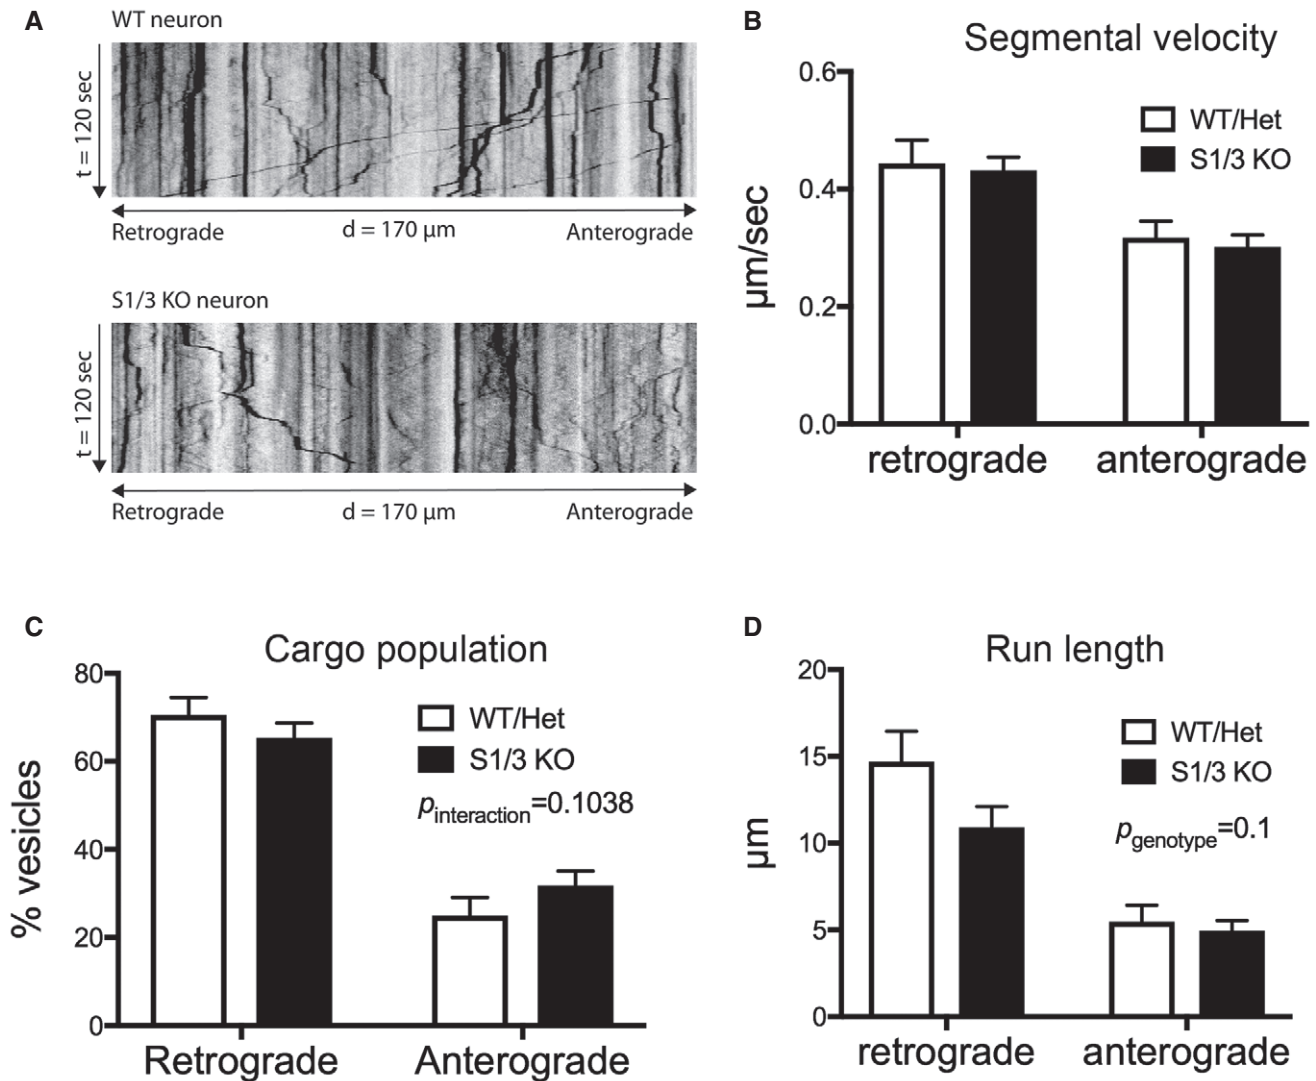 A
WT neuron
t = 120 sec
Retrograde
d = 170 µm
Anterograde
S1/3 KO neuron
t = 120 sec
Retrograde
d = 170 µm
Anterograde
B
Segmental velocity
0.6
0.4
0.2
0.0
µm/sec
WT/Het
S1/3 KO
retrograde
anterograde
C
Cargo population
80
60
40
20
0
% vesicles
WT/Het
S1/3 KO
pinteraction=0.1038
Retrograde
Anterograde
D
Run length
20
15
10
5
0
µm
WT/Het
S1/3 KO
pgenotype=0.1
retrograde
anterograde